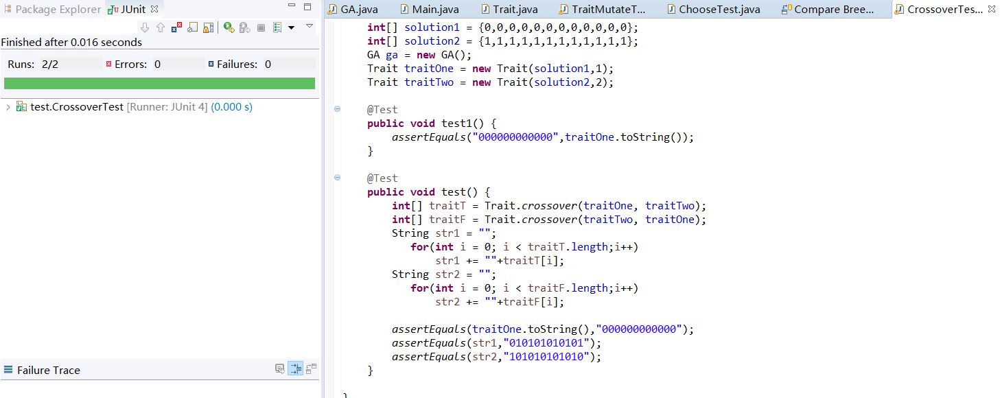 Package Explorer JUnit
Finished after 0.016 seconds
Runs: 2/2 Errors: 0 Failures: 0
test.CrossoverTest [Runner: JUnit 4] (0.000 s)
Failure Trace
GA.java Main.java Trait.java TraitMutateT... ChooseTest.java Compare Bree... CrossoverTes...
int[] solution1 = {0,0,0,0,0,0,0,0,0,0,0,0};
int[] solution2 = {1,1,1,1,1,1,1,1,1,1,1,1};
GA ga = new GA();
Trait traitOne = new Trait(solution1,1);
Trait traitTwo = new Trait(solution2,2);
@Test
public void test1() {
assertEquals("000000000000",traitOne.toString());
}
@Test
public void test() {
int[] traitT = Trait.crossover(traitOne, traitTwo);
int[] traitF = Trait.crossover(traitTwo, traitOne);
String str1 = "";
for(int i = 0; i < traitT.length;i++)
str1 += ""+traitT[i];
String str2 = "";
for(int i = 0; i < traitF.length;i++)
str2 += ""+traitF[i];
assertEquals(traitOne.toString(),"000000000000");
assertEquals(str1,"010101010101");
assertEquals(str2,"101010101010");
}
}